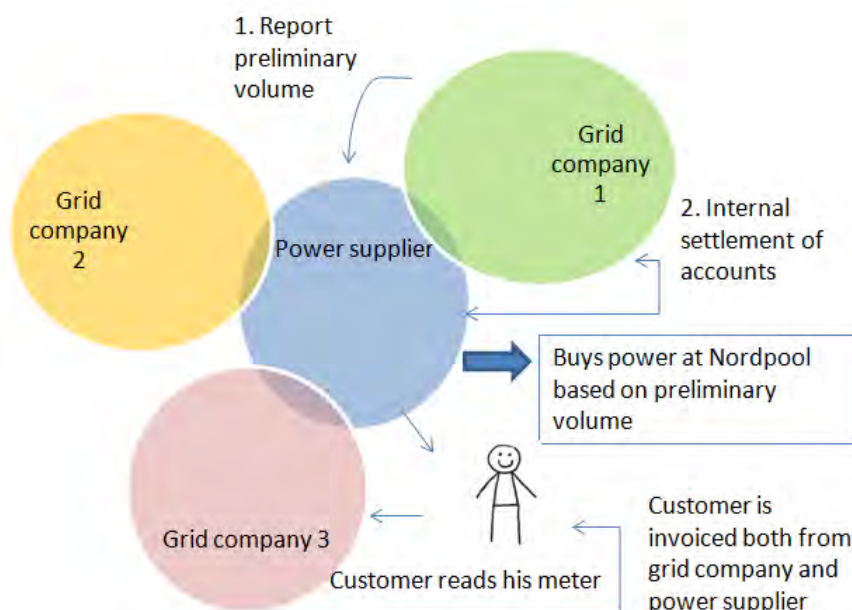 1. Report
preliminary
volume
Grid
company
1
Grid
company
2
Power supplier
2. Internal
settlement of
accounts
Buys power at Nordpool
based on preliminary
volume
Grid company 3
Customer reads his meter
Customer is
invoiced both from
grid company and
power supplier